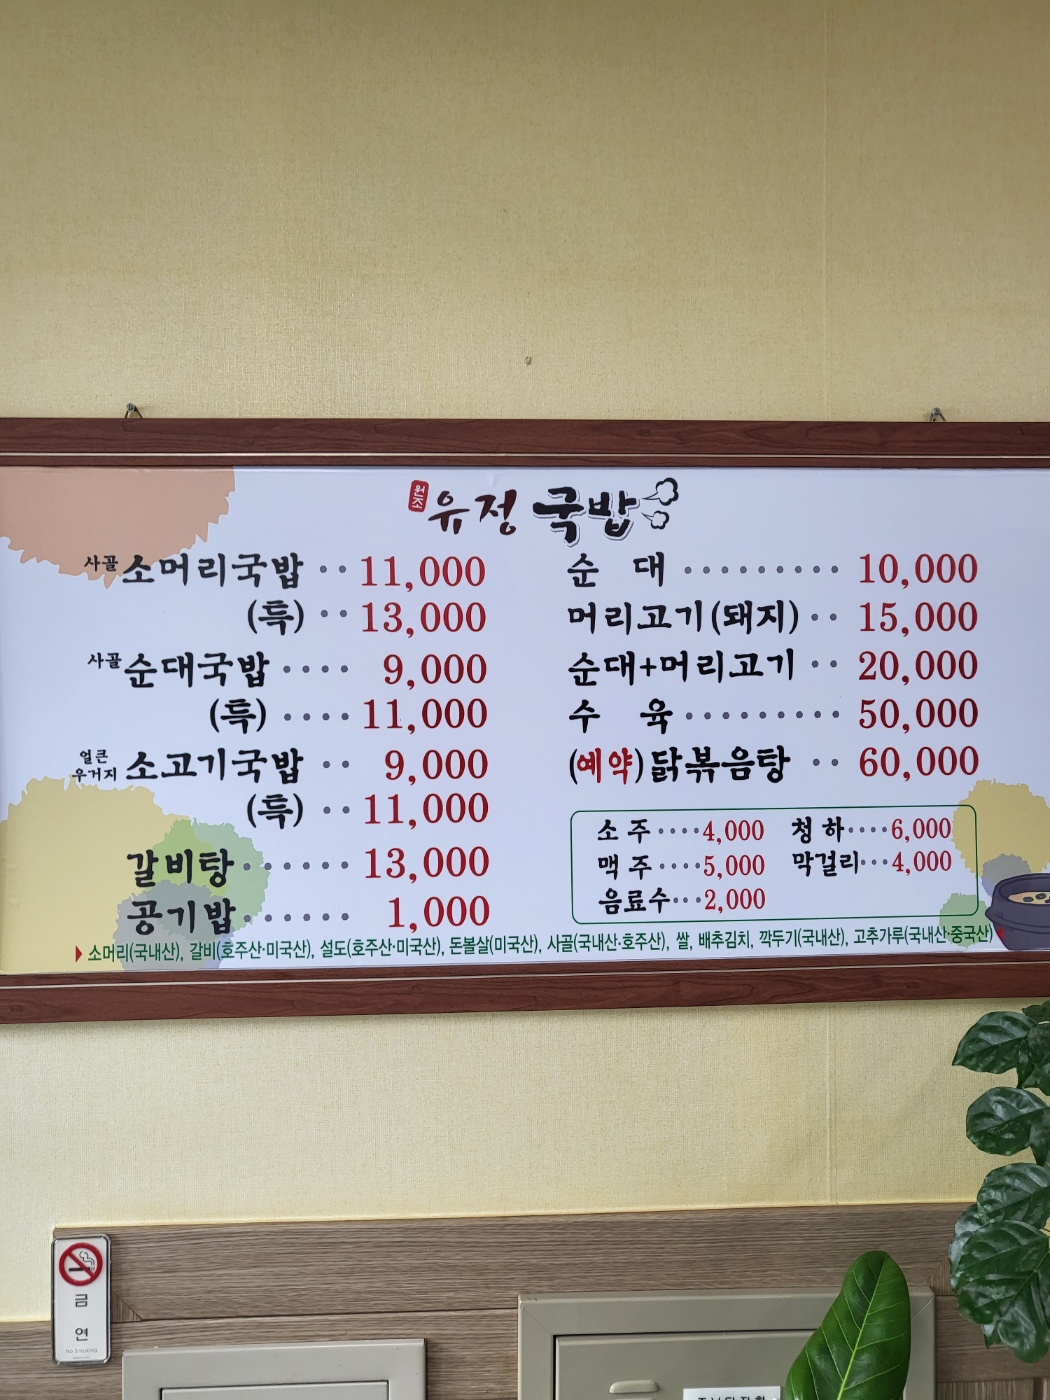 원조 유정 국밥
사골 소머리국밥 ·· 11,000
(특) ·· 13,000
사골 순대국밥 ···· 9,000
(특) ···· 11,000
얼큰 우거지 소고기국밥 ·· 9,000
(특) ·· 11,000
갈비탕 ······ 13,000
공기밥 ······ 1,000
순 대 ········· 10,000
머리고기(돼지) ·· 15,000
순대+머리고기 ·· 20,000
수 육 ········· 50,000
(예약)닭볶음탕 ·· 60,000
소 주 ···· 4,000 청 하 ···· 6,000
맥 주 ···· 5,000 막걸리 ··· 4,000
음료수 ··· 2,000
소머리(국내산), 갈비(호주산·미국산), 설도(호주산·미국산), 돈볼살(미국산), 사골(국내산·호주산), 쌀, 배추김치, 깍두기(국내산), 고추가루(국내산·중국산)
금
연